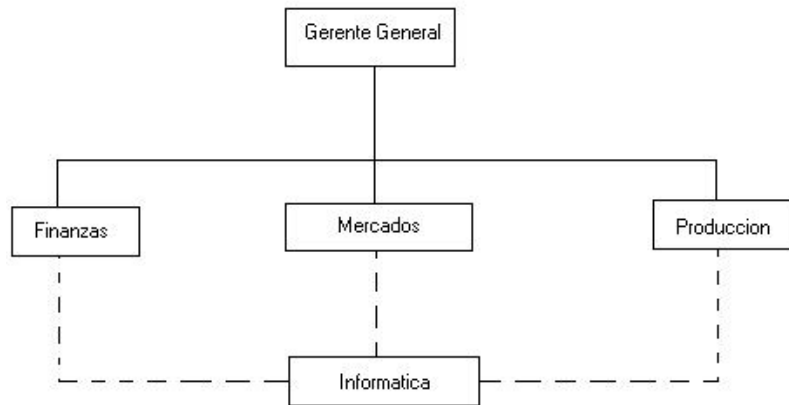 Gerente General
Finanzas
Mercados
Produccion
Informatica